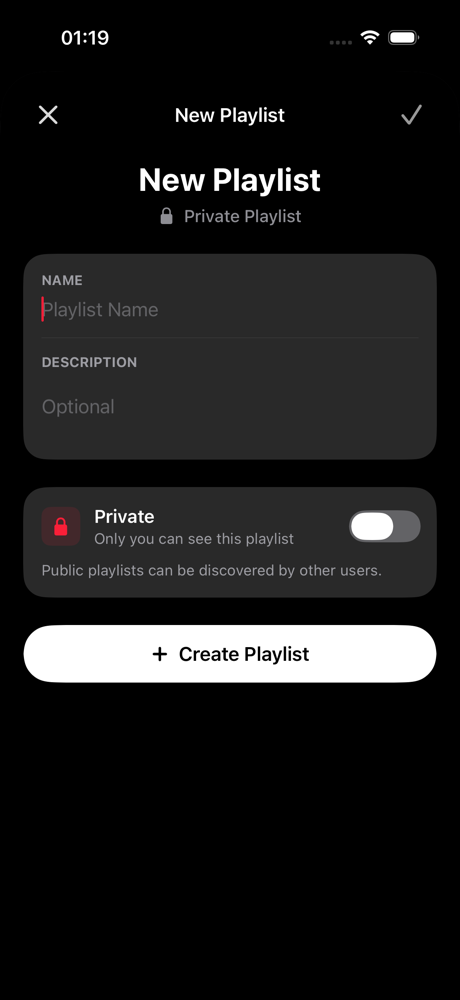 01:19
New Playlist
New Playlist
Private Playlist
NAME
Playlist Name
DESCRIPTION
Optional
Private
Only you can see this playlist
Public playlists can be discovered by other users.
+ Create Playlist